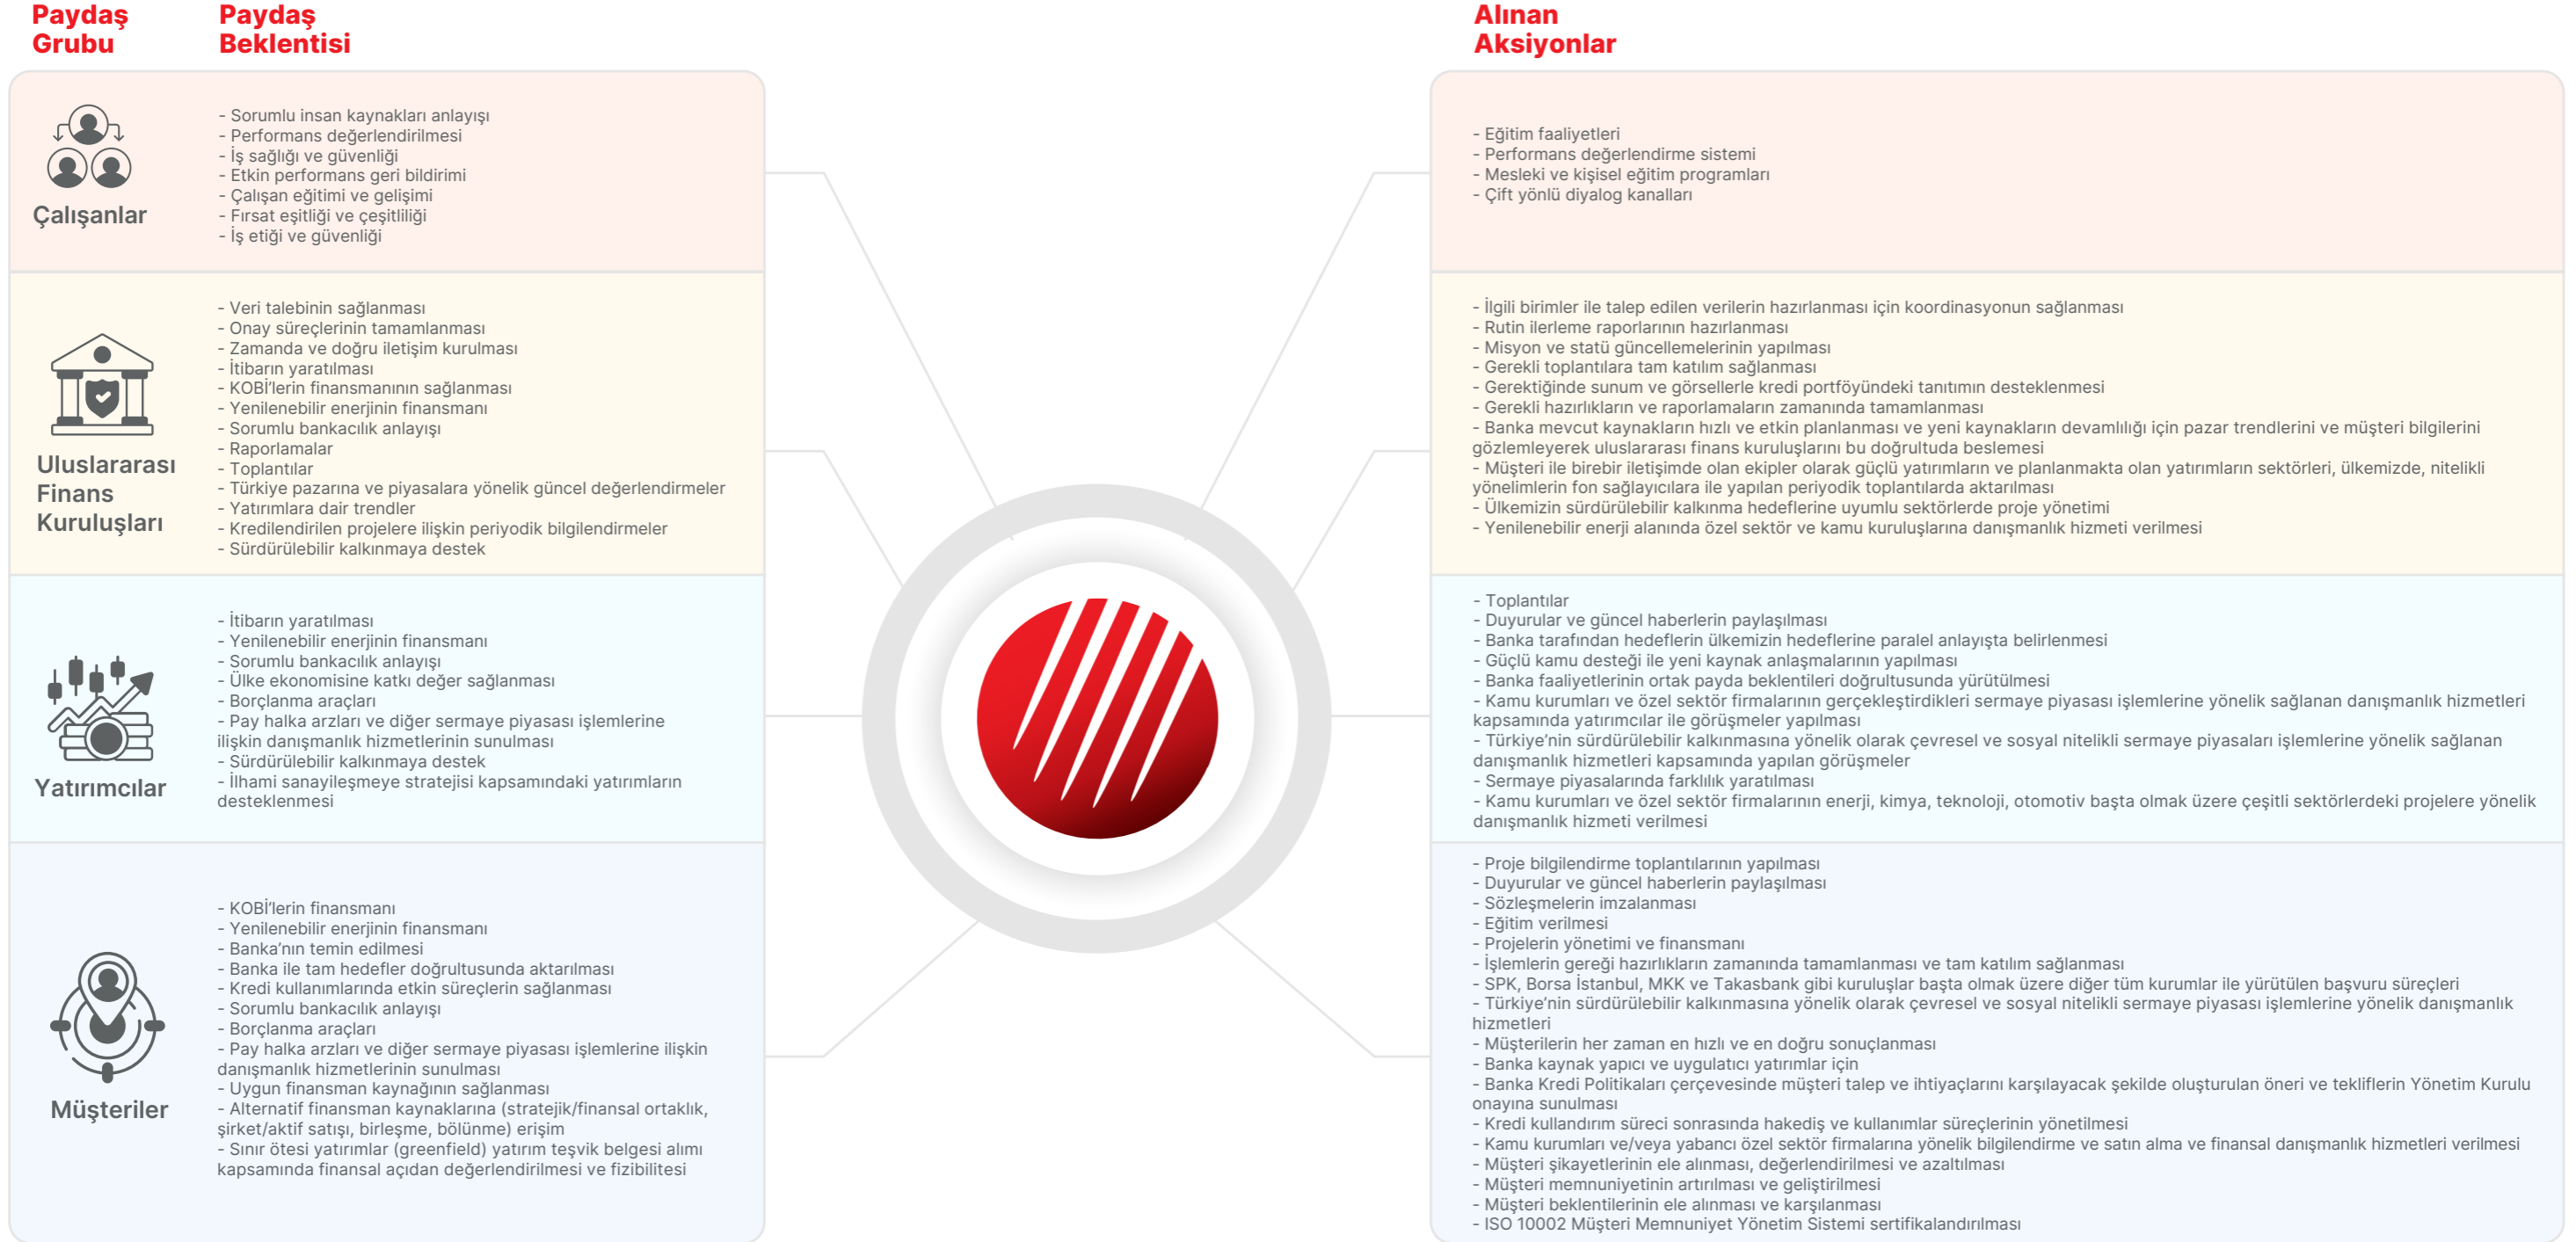 Paydaş
Grubu
Paydaş
Beklentisi
Alınan
Aksiyonlar
Çalışanlar
- Sorumlu insan kaynakları anlayışı
- Performans değerlendirilmesi
- İş sağlığı ve güvenliği
- Etkin performans geri bildirimi
- Çalışan eğitimi ve gelişimi
- Fırsat eşitliği ve çeşitliliği
- İş etiği ve güvenliği
- Eğitim faaliyetleri
- Performans değerlendirme sistemi
- Mesleki ve kişisel eğitim programları
- Çift yönlü diyalog kanalları
Uluslararası
Finans
Kuruluşları
- Veri talebinin sağlanması
- Onay süreçlerinin tamamlanması
- Zamanda ve doğru iletişim kurulması
- İtibarın yaratılması
- KOBİ'lerin finansmanının sağlanması
- Yenilenebilir enerjinin finansmanı
- Sorumlu bankacılık anlayışı
- Raporlamalar
- Toplantılar
- Türkiye pazarına ve piyasalara yönelik güncel değerlendirmeler
- Yatırımlara dair trendler
- Kredilendirilen projelere ilişkin periyodik bilgilendirmeler
- Sürdürülebilir kalkınmaya destek
- İlgili birimler ile talep edilen verilerin hazırlanması için koordinasyonun sağlanması
- Rutin ilerleme raporlarının hazırlanması
- Misyon ve statü güncellemelerinin yapılması
- Gerekli toplantılara tam katılım sağlanması
- Gerektiğinde sunum ve görsellerle kredi portföyündeki tanıtımın desteklenmesi
- Gerekli hazırlıkların ve raporlamaların zamanında tamamlanması
- Banka mevcut kaynakların hızlı ve etkin planlanması ve yeni kaynakların devamlılığı için pazar trendlerini ve müşteri bilgilerini
gözlemleyerek uluslararası finans kuruluşlarını bu doğrultuda beslemesi
- Müşteri ile birebir iletişimde olan ekipler olarak güçlü yatırımların ve planlanmakta olan yatırımların sektörleri, ülkemizde, nitelikli
yönelimlerin fon sağlayıcılara ile yapılan periyodik toplantılarda aktarılması
- Ülkemizin sürdürülebilir kalkınma hedeflerine uyumlu sektörlerde proje yönetimi
- Yenilenebilir enerji alanında özel sektör ve kamu kuruluşlarına danışmanlık hizmeti verilmesi
Yatırımcılar
- İtibarın yaratılması
- Yenilenebilir enerjinin finansmanı
- Sorumlu bankacılık anlayışı
- Ülke ekonomisine katkı değer sağlanması
- Borçlanma araçları
- Pay halka arzları ve diğer sermaye piyasası işlemlerine
ilişkin danışmanlık hizmetlerinin sunulması
- Sürdürülebilir kalkınmaya destek
- İlhami sanayileşmeye stratejisi kapsamındaki yatırımların
desteklenmesi
- Toplantılar
- Duyurular ve güncel haberlerin paylaşılması
- Banka tarafından hedeflerin ülkemizin hedeflerine paralel anlayışta belirlenmesi
- Güçlü kamu desteği ile yeni kaynak anlaşmalarının yapılması
- Banka faaliyetlerinin ortak payda beklentileri doğrultusunda yürütülmesi
- Kamu kurumları ve özel sektör firmalarının gerçekleştirdikleri sermaye piyasası işlemlerine yönelik sağlanan danışmanlık hizmetleri
kapsamında yatırımcılar ile görüşmeler yapılması
- Türkiye'nin sürdürülebilir kalkınmasına yönelik olarak çevresel ve sosyal nitelikli sermaye piyasaları işlemlerine yönelik sağlanan
danışmanlık hizmetleri kapsamında yapılan görüşmeler
- Sermaye piyasalarında farklılık yaratılması
- Kamu kurumları ve özel sektör firmalarının enerji, kimya, teknoloji, otomotiv başta olmak üzere çeşitli sektörlerdeki projelere yönelik
danışmanlık hizmeti verilmesi
Müşteriler
- KOBİ'lerin finansmanı
- Yenilenebilir enerjinin finansmanı
- Banka'nın temin edilmesi
- Banka ile tam hedefler doğrultusunda aktarılması
- Kredi kullanımlarında etkin süreçlerin sağlanması
- Sorumlu bankacılık anlayışı
- Borçlanma araçları
- Pay halka arzları ve diğer sermaye piyasası işlemlerine ilişkin
danışmanlık hizmetlerinin sunulması
- Uygun finansman kaynağının sağlanması
- Alternatif finansman kaynaklarına (stratejik/finansal ortaklık,
şirket/aktif satışı, birleşme, bölünme) erişim
- Sınır ötesi yatırımlar (greenfield) yatırım teşvik belgesi alımı
kapsamında finansal açıdan değerlendirilmesi ve fizibilitesi
- Proje bilgilendirme toplantılarının yapılması
- Duyurular ve güncel haberlerin paylaşılması
- Sözleşmelerin imzalanması
- Eğitim verilmesi
- Projelerin yönetimi ve finansmanı
- İşlemlerin gereği hazırlıkların zamanında tamamlanması ve tam katılım sağlanması
- SPK, Borsa İstanbul, MKK ve Takasbank gibi kuruluşlar başta olmak üzere diğer tüm kurumlar ile yürütülen başvuru süreçleri
- Türkiye'nin sürdürülebilir kalkınmasına yönelik olarak çevresel ve sosyal nitelikli sermaye piyasası işlemlerine yönelik danışmanlık
hizmetleri
- Müşterilerin her zaman en hızlı ve en doğru sonuçlanması
- Banka kaynak yapıcı ve uygulatıcı yatırımlar için
- Banka Kredi Politikaları çerçevesinde müşteri talep ve ihtiyaçlarını karşılayacak şekilde oluşturulan öneri ve tekliflerin Yönetim Kurulu
onayına sunulması
- Kredi kullandırım süreci sonrasında hakediş ve kullanımlar süreçlerinin yönetilmesi
- Kamu kurumları ve/veya yabancı özel sektör firmalarına yönelik bilgilendirme ve satın alma ve finansal danışmanlık hizmetleri verilmesi
- Müşteri şikayetlerinin ele alınması, değerlendirilmesi ve azaltılması
- Müşteri memnuniyetinin artırılması ve geliştirilmesi
- Müşteri beklentilerinin ele alınması ve karşılanması
- ISO 10002 Müşteri Memnuniyet Yönetim Sistemi sertifikalandırılması